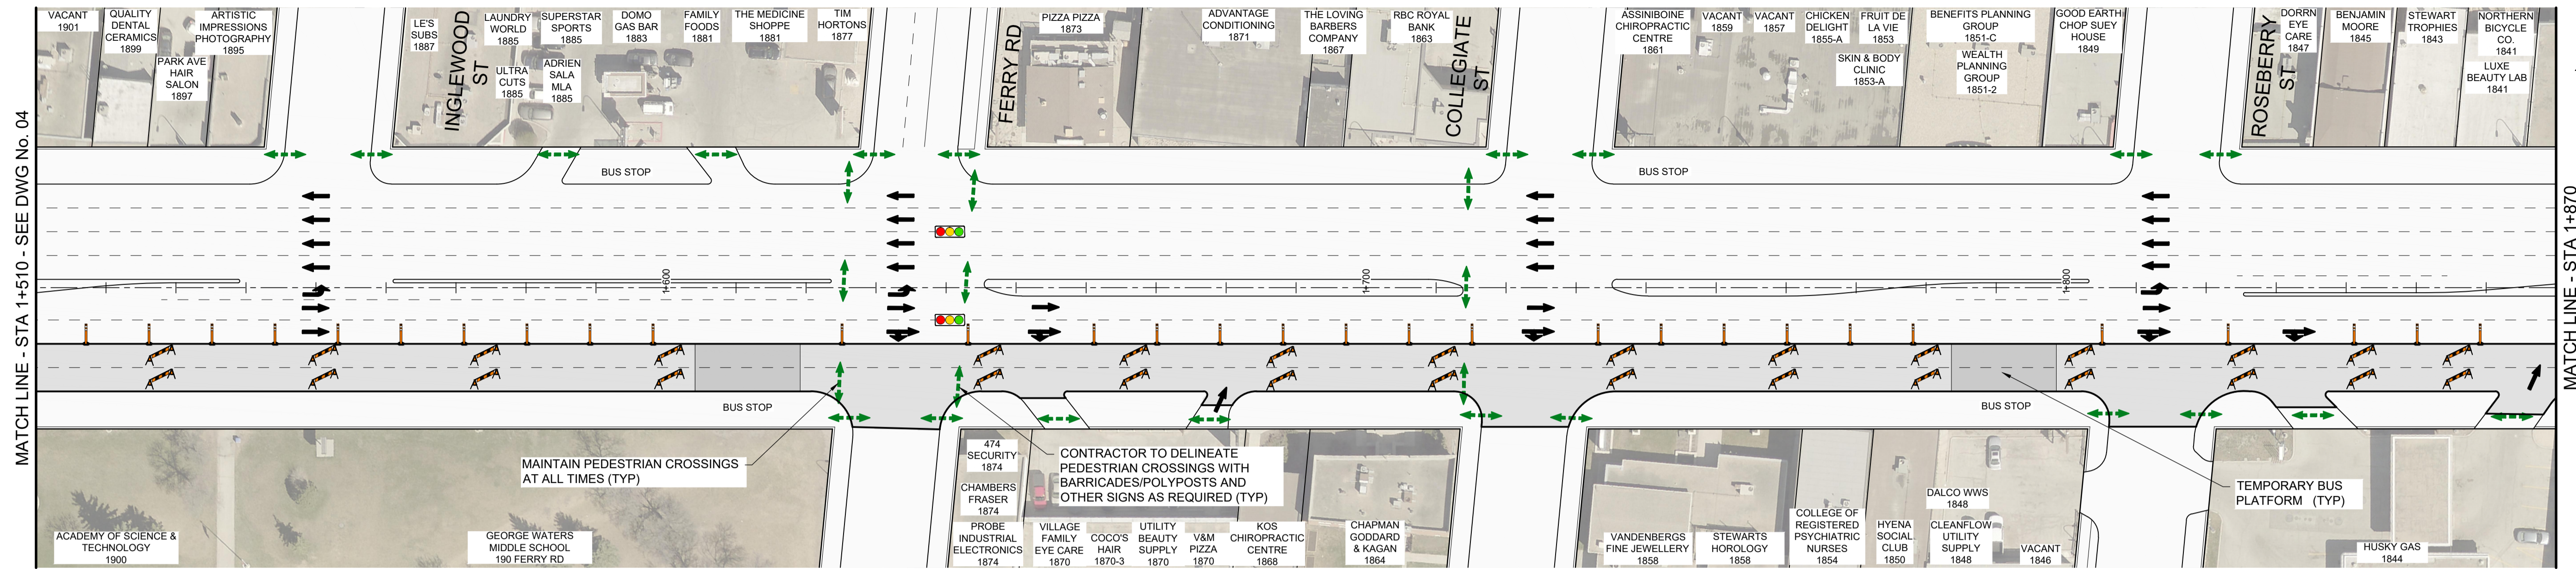 MATCH LINE - STA 1+510 - SEE DWG No. 04
VACANT
1901
QUALITY
DENTAL
CERAMICS
1899
PARK AVE
HAIR
SALON
1897
ARTISTIC
IMPRESSIONS
PHOTOGRAPHY
1895
LE'S
SUBS
1887
INGLEWOOD
ST
LAUNDRY
WORLD
1885
ULTRA
CUTS
1885
SUPERSTAR
SPORTS
1885
ADRIEN
SALA
MLA
1885
DOMO
GAS BAR
1883
FAMILY
FOODS
1881
THE MEDICINE
SHOPPE
1881
TIM
HORTONS
1877
FERRY RD
PIZZA PIZZA
1873
ADVANTAGE
CONDITIONING
1871
THE LOVING
BARBERS
COMPANY
1867
RBC ROYAL
BANK
1863
COLLEGIATE
ST
ASSINIBOINE
CHIROPRACTIC
CENTRE
1861
VACANT
1859
VACANT
1857
CHICKEN
DELIGHT
1855-A
FRUIT DE
LA VIE
1853
SKIN & BODY
CLINIC
1853-A
BENEFITS PLANNING
GROUP
1851-C
WEALTH
PLANNING
GROUP
1851-2
GOOD EARTH
CHOP SUEY
HOUSE
1849
ROSEBERRY
ST
DORRN
EYE
CARE
1847
BENJAMIN
MOORE
1845
STEWART
TROPHIES
1843
NORTHERN
BICYCLE
CO.
1841
LUXE
BEAUTY LAB
1841
BUS STOP
BUS STOP
1+600
1+700
1+800
BUS STOP
BUS STOP
MAINTAIN PEDESTRIAN CROSSINGS
AT ALL TIMES (TYP)
CONTRACTOR TO DELINEATE
PEDESTRIAN CROSSINGS WITH
BARRICADES/POLYPOSTS AND
OTHER SIGNS AS REQUIRED (TYP)
TEMPORARY BUS
PLATFORM (TYP)
ACADEMY OF SCIENCE &
TECHNOLOGY
1900
GEORGE WATERS
MIDDLE SCHOOL
190 FERRY RD
474
SECURITY
1874
CHAMBERS
FRASER
1874
PROBE
INDUSTRIAL
ELECTRONICS
1874
VILLAGE
FAMILY
EYE CARE
1870
COCO'S
HAIR
1870-3
UTILITY
BEAUTY
SUPPLY
1870
V&M
PIZZA
1870
KOS
CHIROPRACTIC
CENTRE
1868
CHAPMAN
GODDARD
& KAGAN
1864
VANDENBERGS
FINE JEWELLERY
1858
STEWARTS
HOROLOGY
1858
COLLEGE OF
REGISTERED
PSYCHIATRIC
NURSES
1854
HYENA
SOCIAL
CLUB
1850
DALCO WWS
1848
CLEANFLOW
UTILITY
SUPPLY
1848
VACANT
1846
HUSKY GAS
1844
MATCH LINE - STA 1+870